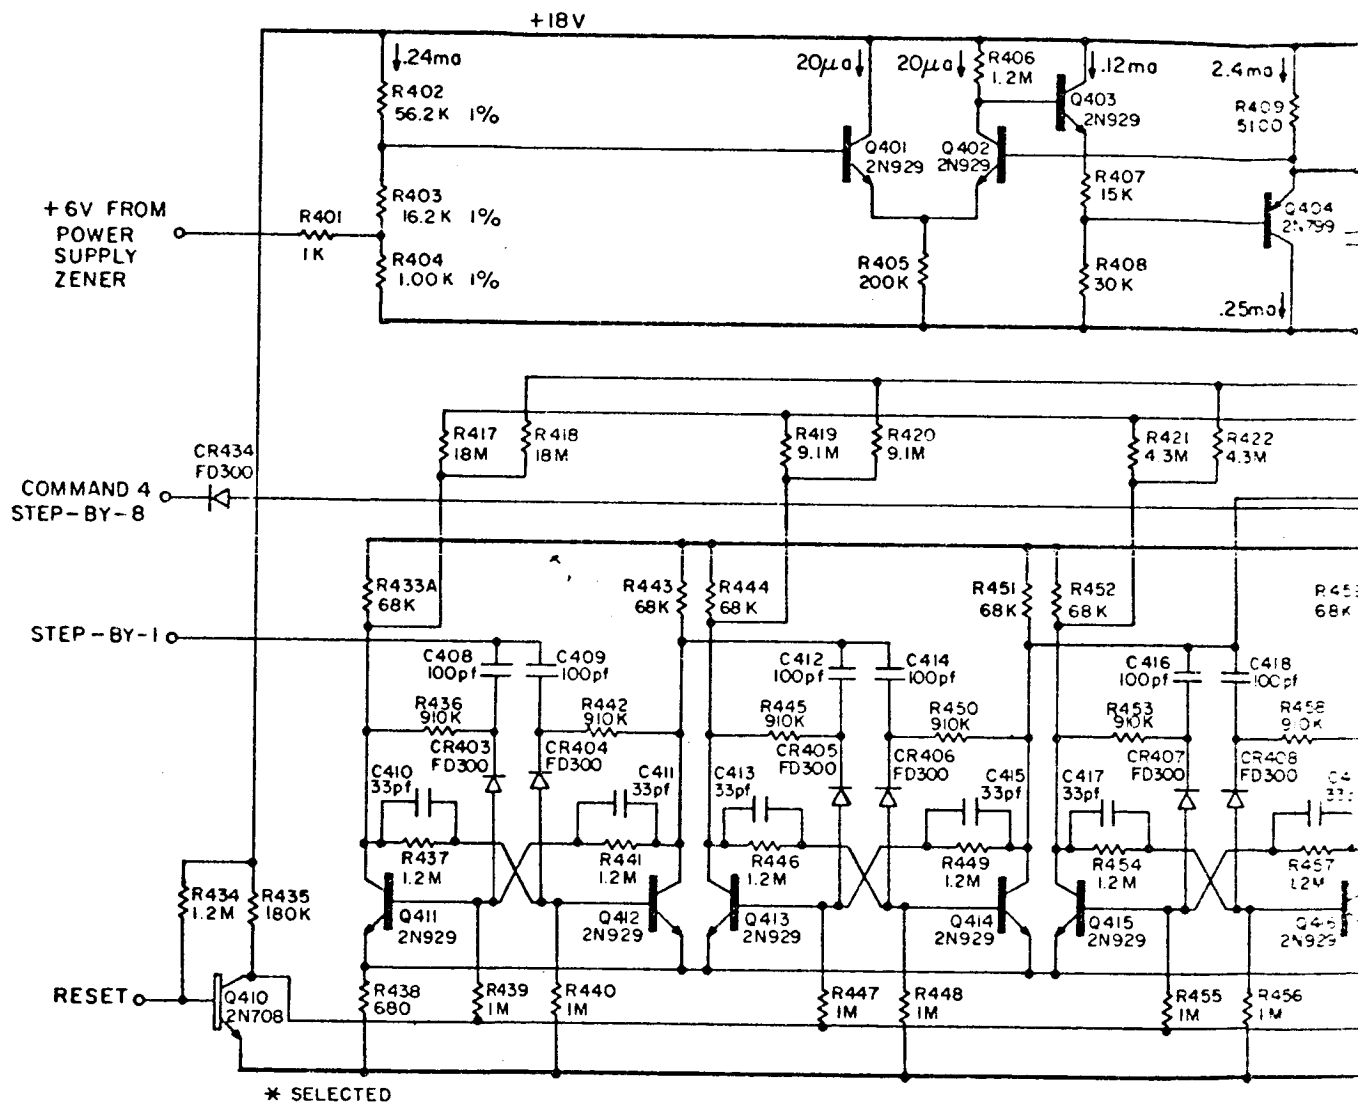 +18V
.24ma
R402
56.2K 1%
20µa
20µa
R406
1.2M
.12ma
Q403
2N929
2.4ma
R409
5100
Q401
2N929
Q402
2N929
R403
16.2K 1%
R407
15K
Q404
2N799
+6V FROM
POWER
SUPPLY
ZENER
R401
1K
R404
1.00K 1%
R405
200K
R408
30K
.25ma
R417
18M
R418
18M
R419
9.1M
R420
9.1M
R421
4.3M
R422
4.3M
CR434
FD300
COMMAND 4
STEP-BY-8
R433A
68K
R443
68K
R444
68K
R451
68K
R452
68K
68K
STEP-BY-1
C408
100pf
C409
100pf
C412
100pf
C414
100pf
C416
100pf
C418
100pf
R436
910K
R442
910K
R445
910K
R450
910K
R453
910K
R458
910K
CR403
FD300
CR404
FD300
CR405
FD300
CR406
FD300
CR407
FD300
CR408
FD300
C410
33pf
C411
33pf
C413
33pf
C415
33pf
C417
33pf
R437
1.2M
R441
1.2M
R446
1.2M
R449
1.2M
R454
1.2M
R457
1.2M
R434
1.2M
R435
180K
Q411
2N929
Q412
2N929
Q413
2N929
Q414
2N929
Q415
2N929
Q416
2N929
RESET
Q410
2N708
R438
680
R439
1M
R440
1M
R447
1M
R448
1M
R455
1M
R456
1M
* SELECTED